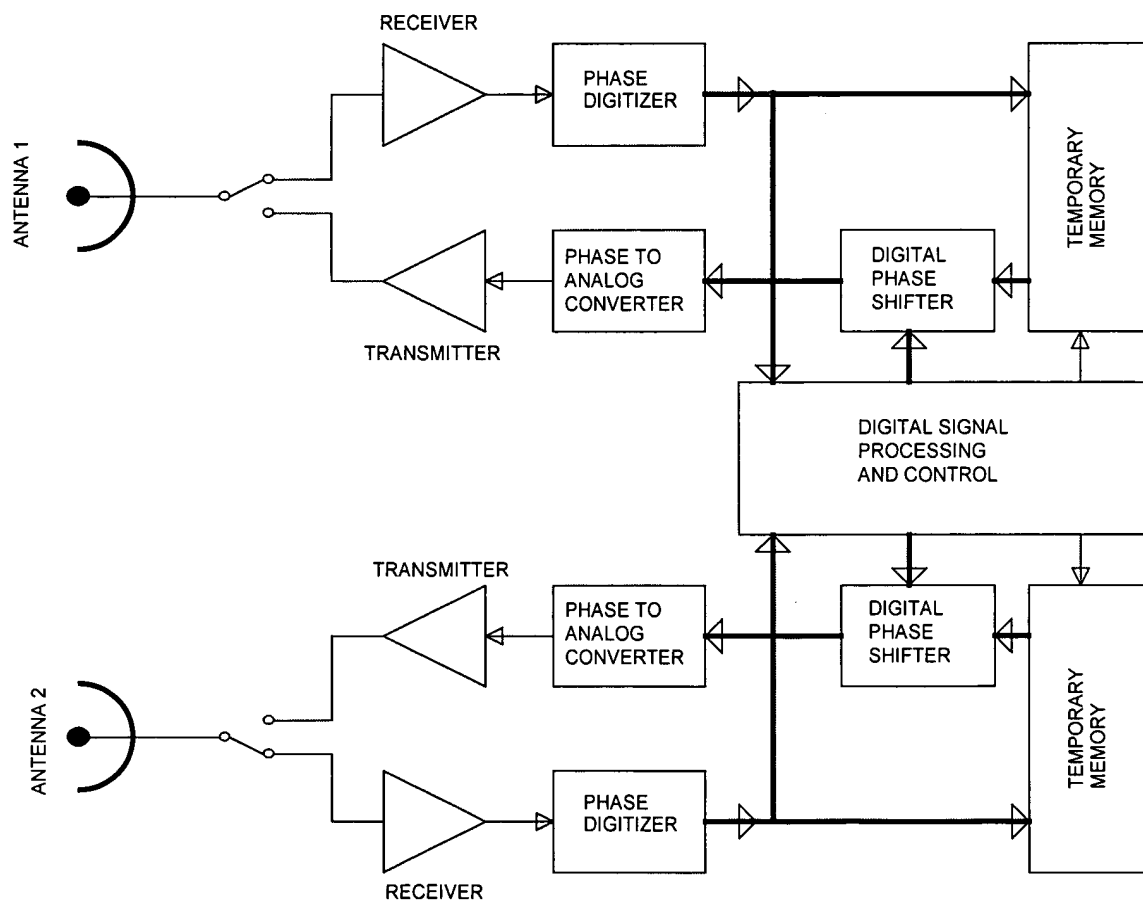 RECEIVER
PHASE
DIGITIZER
TEMPORARY
MEMORY
ANTENNA 1
PHASE TO
ANALOG
CONVERTER
DIGITAL
PHASE
SHIFTER
TRANSMITTER
DIGITAL SIGNAL
PROCESSING
AND CONTROL
TRANSMITTER
PHASE TO
ANALOG
CONVERTER
DIGITAL
PHASE
SHIFTER
ANTENNA 2
TEMPORARY
MEMORY
PHASE
DIGITIZER
RECEIVER